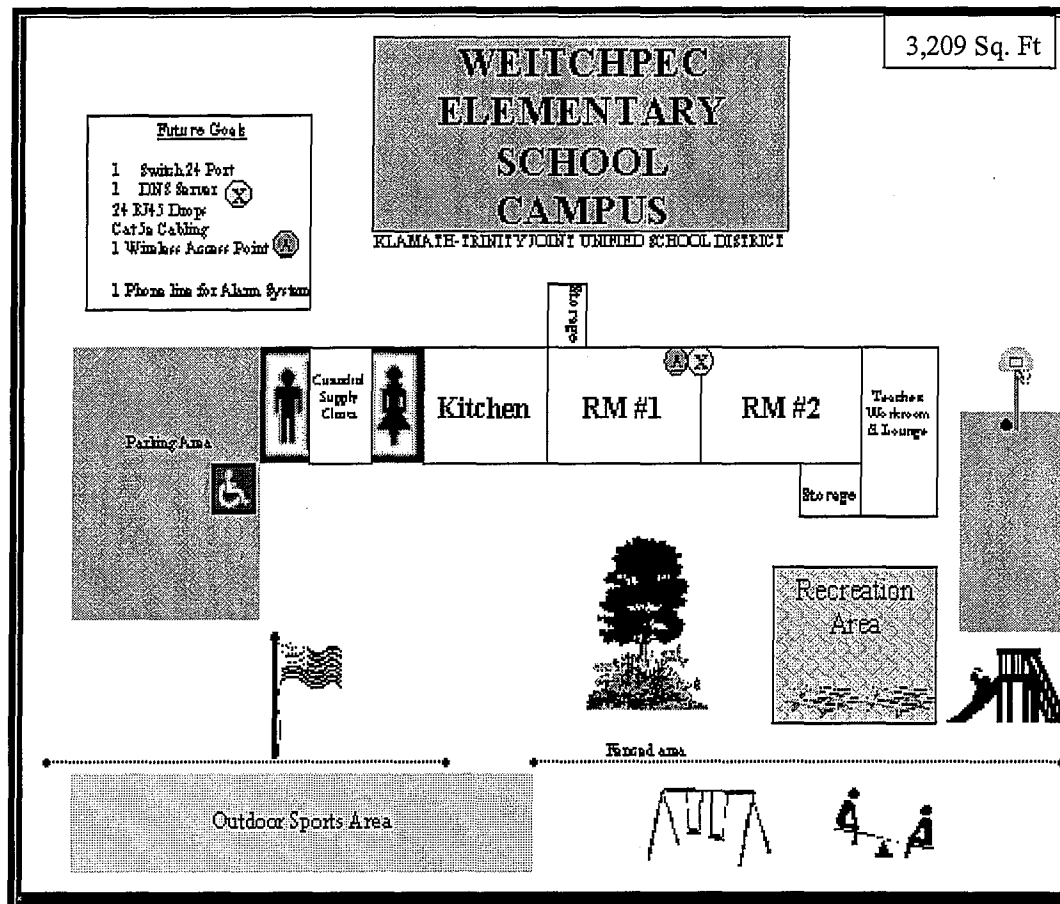 3,209 Sq. Ft
WEITCHPEC
ELEMENTARY
SCHOOL
CAMPUS
KLAMATH-TRINITY JOINT UNIFIED SCHOOL DISTRICT
Future Goals
1 Switch 24 Port
1 DNS Server X
24 RJ45 Drops
Cat5e Cabling
1 Wireless Access Point A
1 Phone line for Alarm System
Storage
A X
Custodial
Supply
Closet
Kitchen
RM #1
RM #2
Teacher
Workroom
& Lounge
Parking Area
Storage
Recreation
Area
Fenced area
Outdoor Sports Area